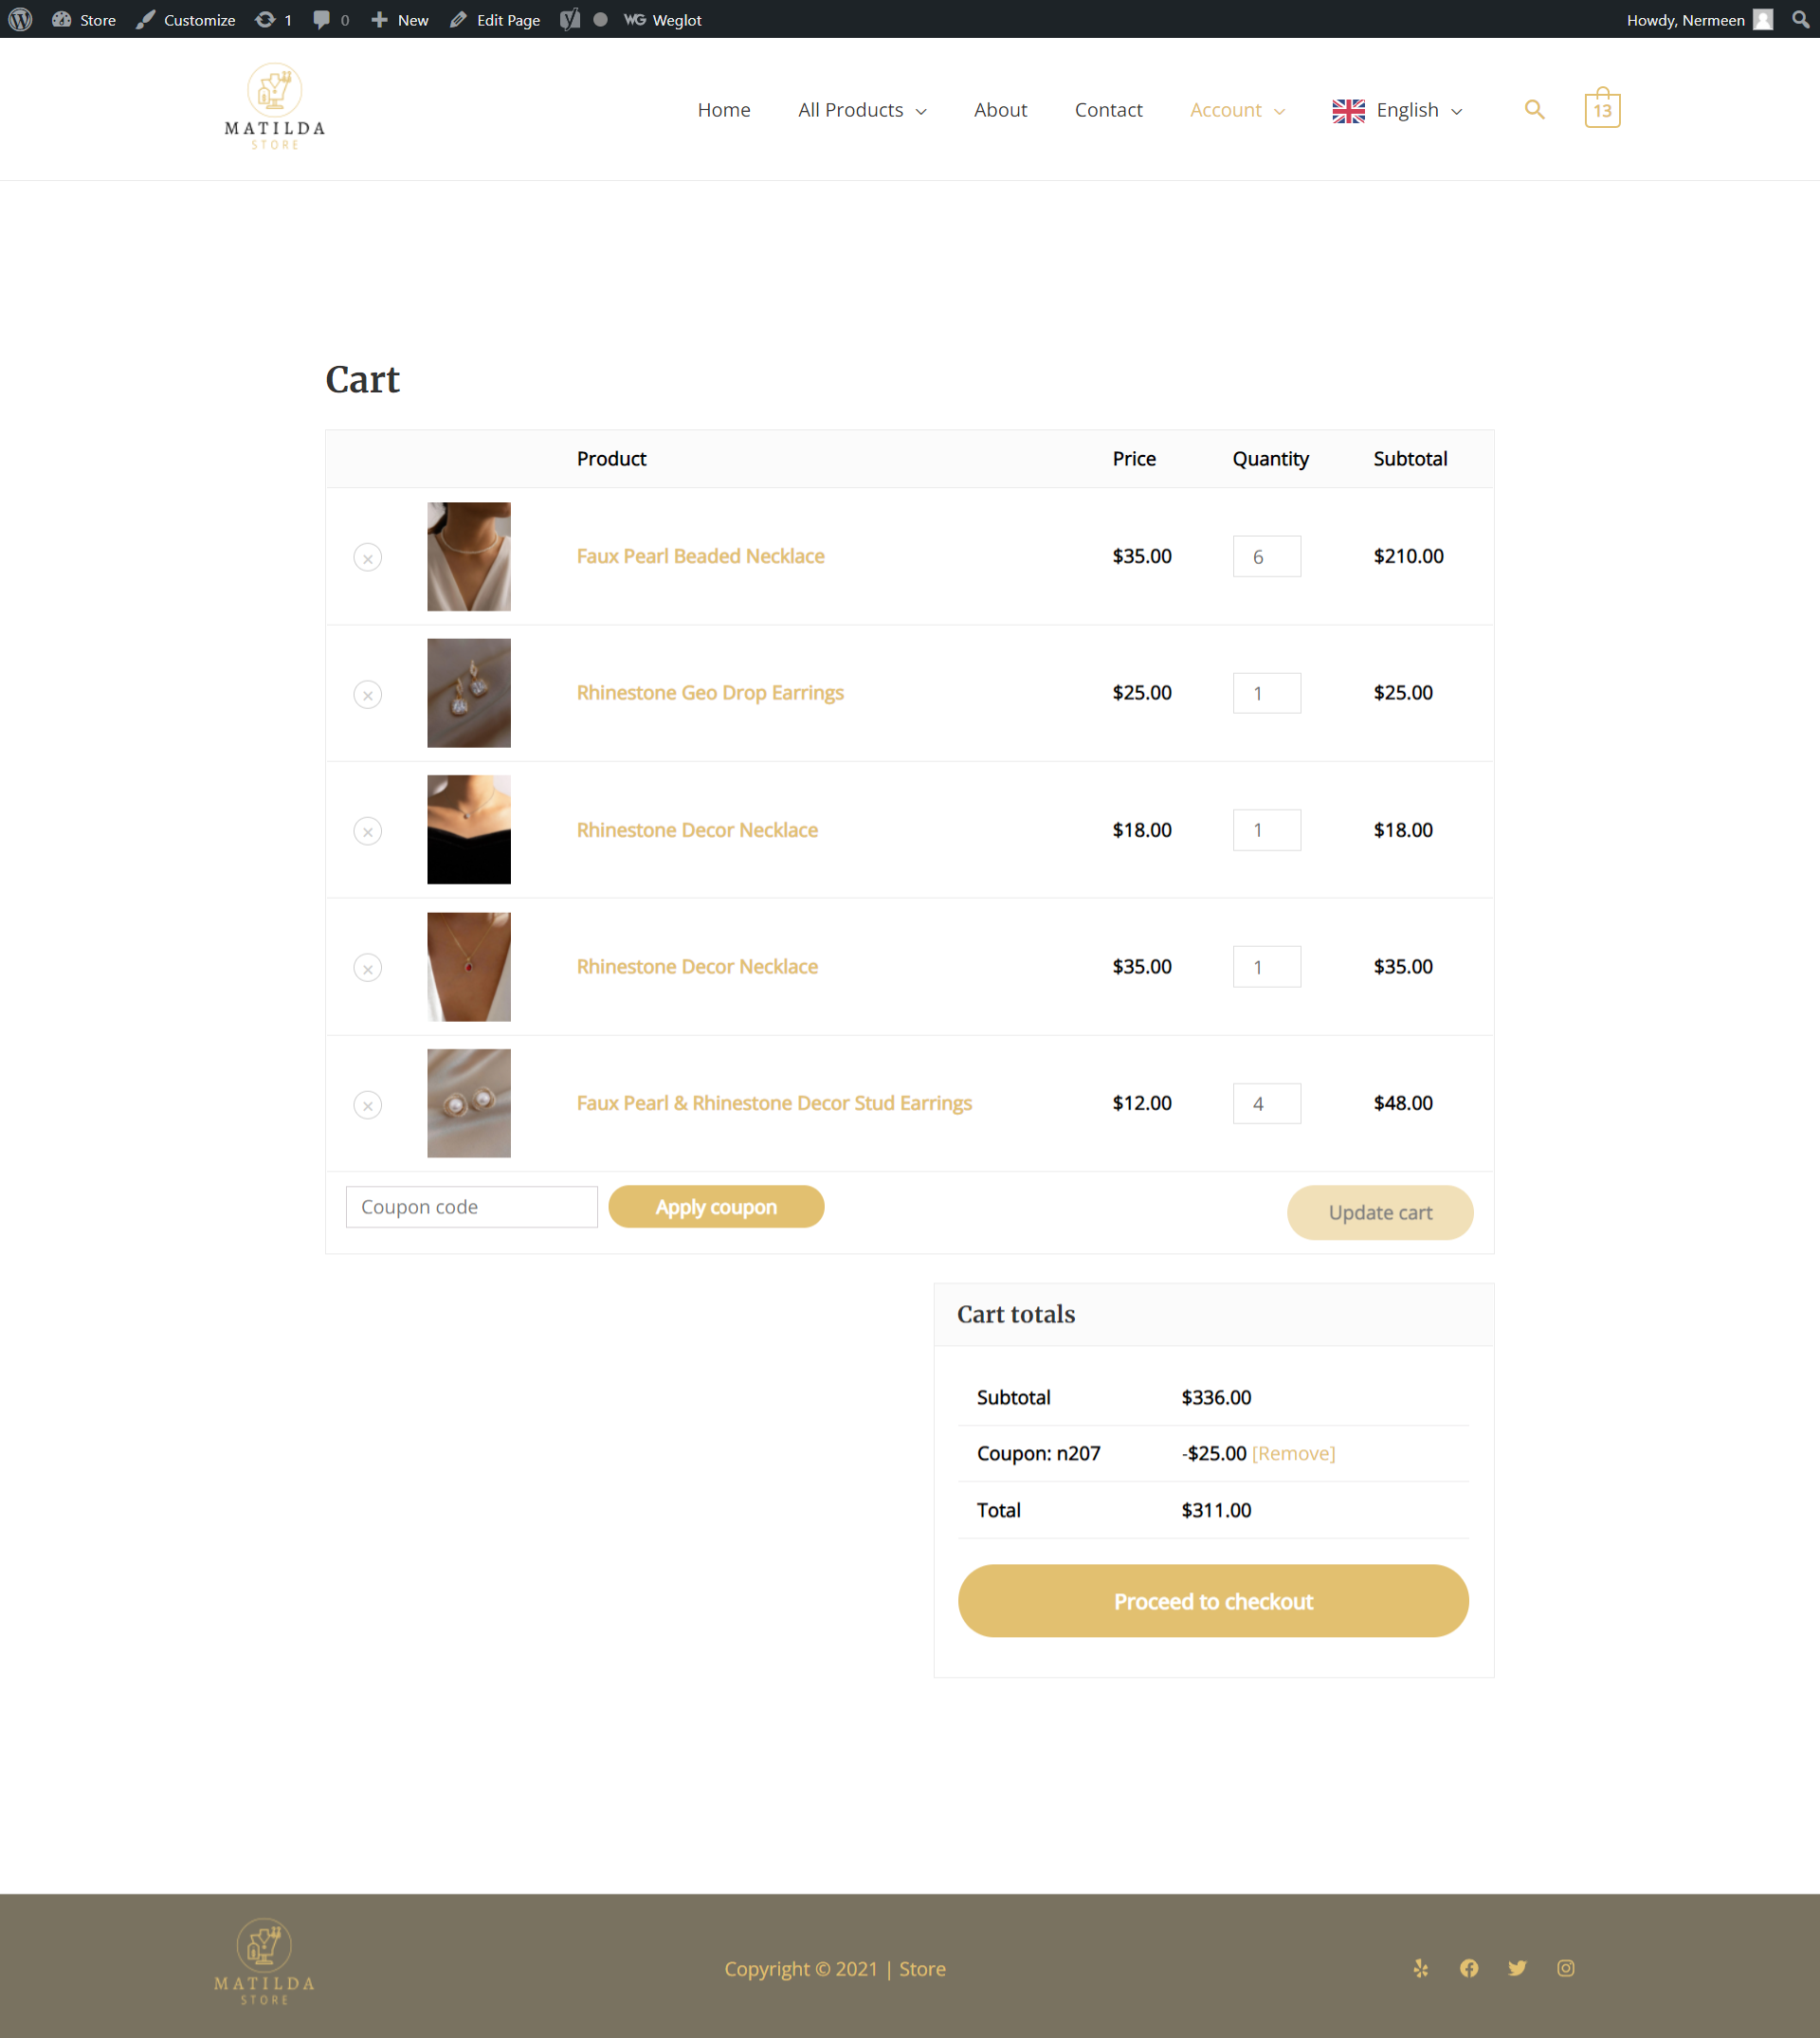 Store Customize 1 0 New Edit Page Weglot Howdy, Nermeen
MATILDA
STORE
Home All Products About Contact Account English 13
Cart
Product Price Quantity Subtotal
Faux Pearl Beaded Necklace $35.00 6 $210.00
Rhinestone Geo Drop Earrings $25.00 1 $25.00
Rhinestone Decor Necklace $18.00 1 $18.00
Rhinestone Decor Necklace $35.00 1 $35.00
Faux Pearl & Rhinestone Decor Stud Earrings $12.00 4 $48.00
Coupon code Apply coupon Update cart
Cart totals
Subtotal $336.00
Coupon: n207 -$25.00 [Remove]
Total $311.00
Proceed to checkout
MATILDA
STORE
Copyright © 2021 | Store